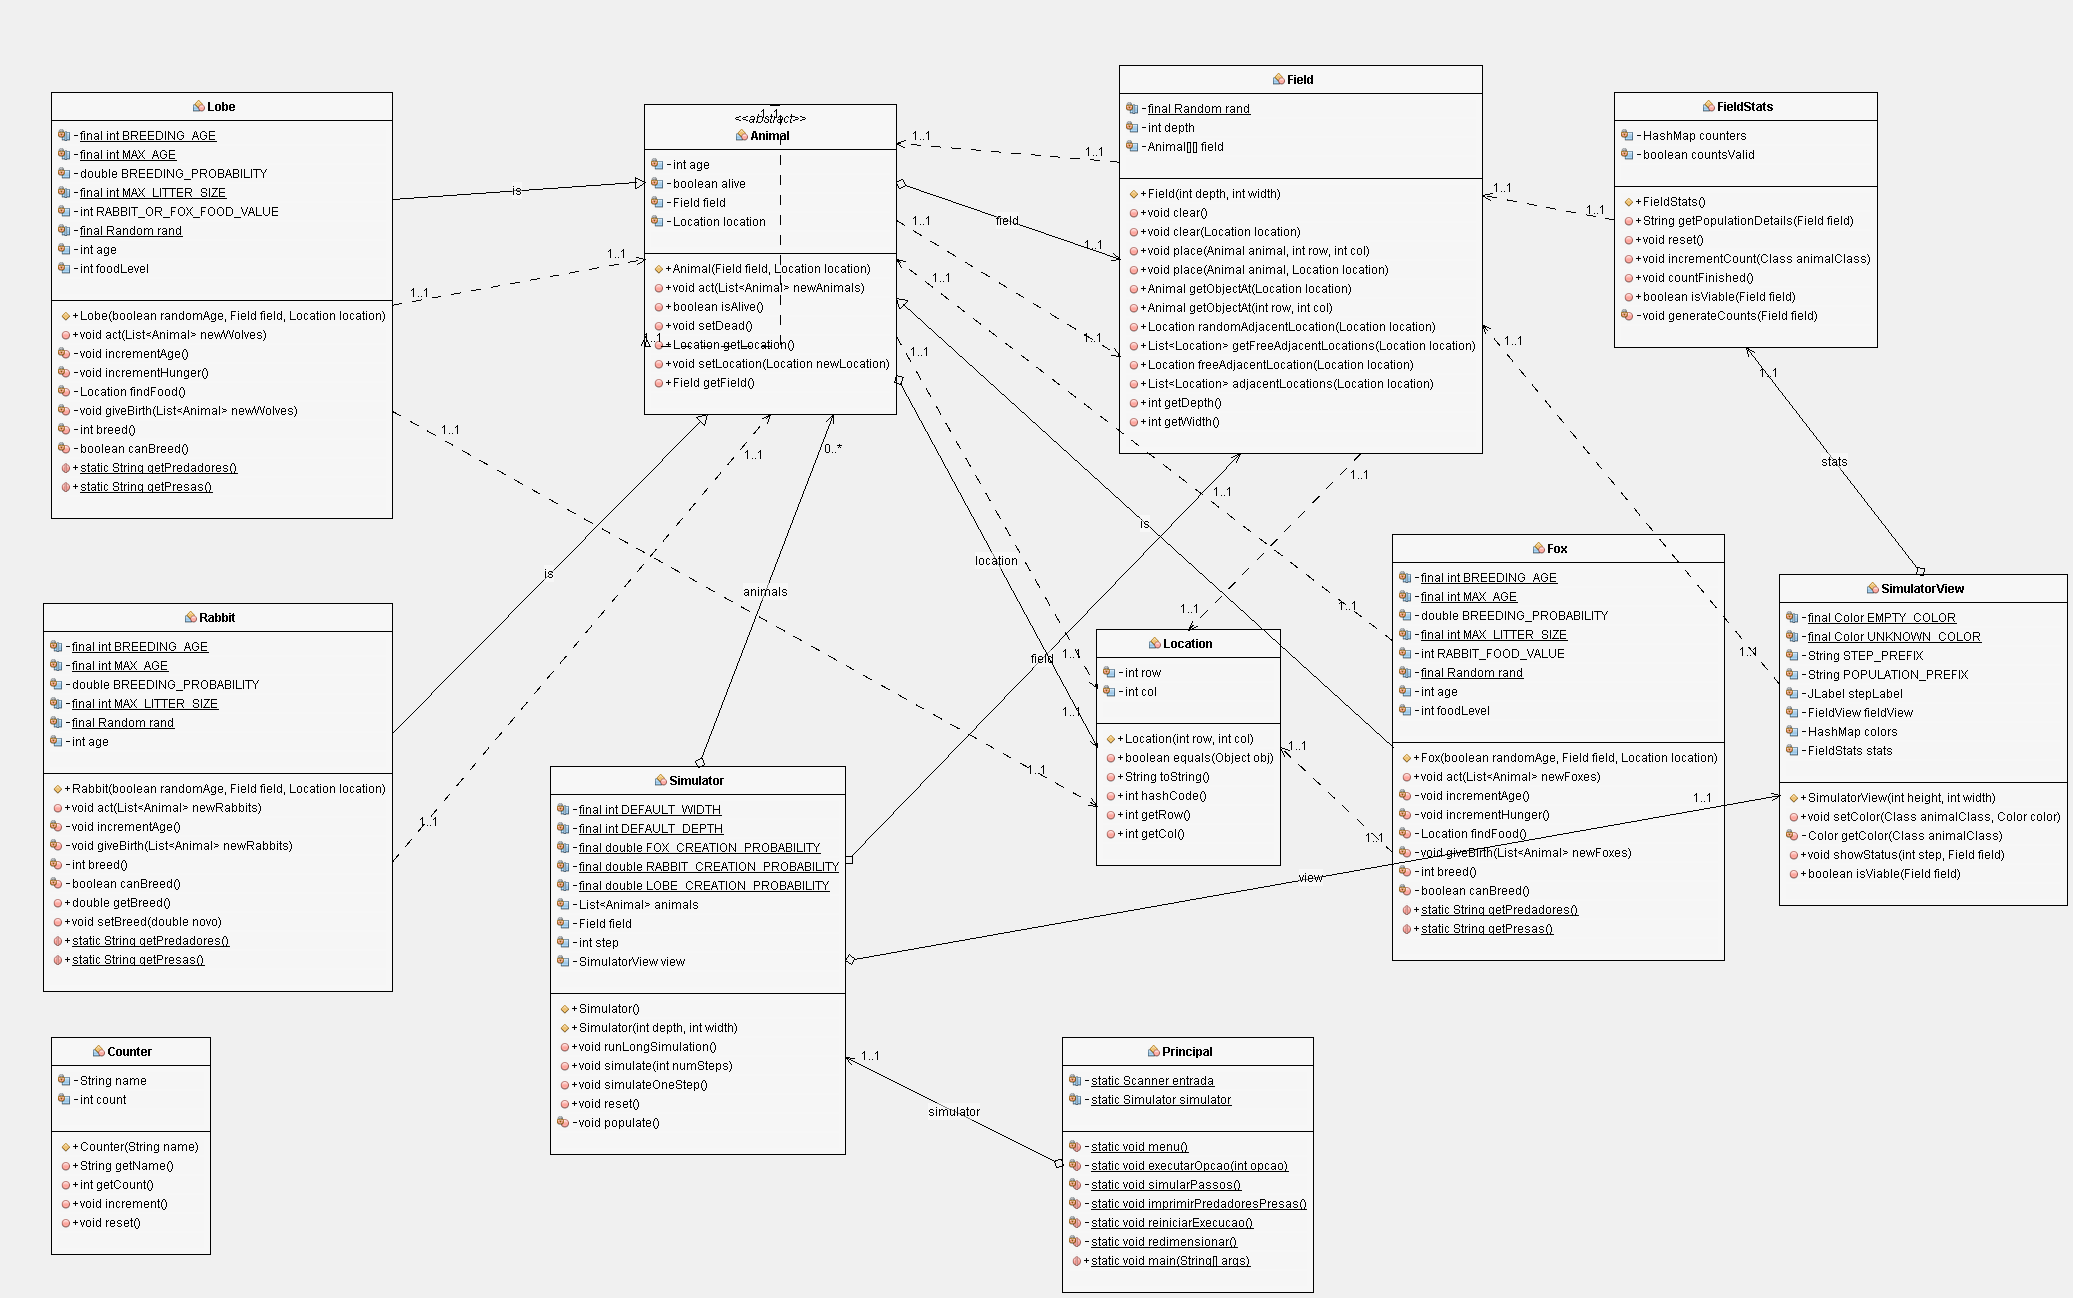 Lobe
-final int BREEDING_AGE
-final int MAX_AGE
-double BREEDING_PROBABILITY
-final int MAX_LITTER_SIZE
-int RABBIT_OR_FOX_FOOD_VALUE
-final Random rand
-int age
-int foodLevel
+Lobe(boolean randomAge, Field field, Location location)
+void act(List<Animal> newWolves)
-void incrementAge()
-void incrementHunger()
-Location findFood()
-void giveBirth(List<Animal> newWolves)
-int breed()
-boolean canBreed()
+static String getPredadores()
+static String getPresas()
is
1..1
1..1
1..1
1..1
<<abstract>>
1..1
Animal
-int age
-boolean alive
-Field field
-Location location
+Animal(Field field, Location location)
+void act(List<Animal> newAnimals)
+boolean isAlive()
+void setDead()
+Location getLocation()
1..1
+void setLocation(Location newLocation)
+Field getField()
1..1
1..1
field
1..1
1..1
1..1
1..1
1..1
Field
-final Random rand
-int depth
-Animal[][] field
+Field(int depth, int width)
+void clear()
+void clear(Location location)
+void place(Animal animal, int row, int col)
+void place(Animal animal, Location location)
+Animal getObjectAt(Location location)
+Animal getObjectAt(int row, int col)
+Location randomAdjacentLocation(Location location)
+List<Location> getFreeAdjacentLocations(Location location)
+Location freeAdjacentLocation(Location location)
+List<Location> adjacentLocations(Location location)
+int getDepth()
+int getWidth()
1..1
1..1
1..1
FieldStats
-HashMap counters
-boolean countsValid
+FieldStats()
+String getPopulationDetails(Field field)
+void reset()
+void incrementCount(Class animalClass)
+void countFinished()
+boolean isViable(Field field)
-void generateCounts(Field field)
1..1
stats
1..1
0..*
1..1
1..1
is
is
location
animals
1..1
1..1
1..1
field
1..1
1..1
Rabbit
-final int BREEDING_AGE
-final int MAX_AGE
-double BREEDING_PROBABILITY
-final int MAX_LITTER_SIZE
-final Random rand
-int age
+Rabbit(boolean randomAge, Field field, Location location)
+void act(List<Animal> newRabbits)
-void incrementAge()
-void giveBirth(List<Animal> newRabbits)
-int breed()
-boolean canBreed()
+double getBreed()
+void setBreed(double novo)
+static String getPredadores()
+static String getPresas()
1..1
Location
-int row
-int col
+Location(int row, int col)
+boolean equals(Object obj)
+String toString()
+int hashCode()
+int getRow()
+int getCol()
1..1
1..1
1..1
Fox
-final int BREEDING_AGE
-final int MAX_AGE
-double BREEDING_PROBABILITY
-final int MAX_LITTER_SIZE
-int RABBIT_FOOD_VALUE
-final Random rand
-int age
-int foodLevel
+Fox(boolean randomAge, Field field, Location location)
+void act(List<Animal> newFoxes)
-void incrementAge()
-void incrementHunger()
-Location findFood()
-void giveBirth(List<Animal> newFoxes)
-int breed()
-boolean canBreed()
+static String getPredadores()
+static String getPresas()
1..1
1..1
SimulatorView
-final Color EMPTY_COLOR
-final Color UNKNOWN_COLOR
-String STEP_PREFIX
-String POPULATION_PREFIX
-JLabel stepLabel
-FieldView fieldView
-HashMap colors
-FieldStats stats
+SimulatorView(int height, int width)
+void setColor(Class animalClass, Color color)
-Color getColor(Class animalClass)
+void showStatus(int step, Field field)
+boolean isViable(Field field)
view
Simulator
-final int DEFAULT_WIDTH
-final int DEFAULT_DEPTH
-final double FOX_CREATION_PROBABILITY
-final double RABBIT_CREATION_PROBABILITY
-final double LOBE_CREATION_PROBABILITY
-List<Animal> animals
-Field field
-int step
-SimulatorView view
+Simulator()
+Simulator(int depth, int width)
+void runLongSimulation()
+void simulate(int numSteps)
+void simulateOneStep()
+void reset()
-void populate()
1..1
simulator
Counter
-String name
-int count
+Counter(String name)
+String getName()
+int getCount()
+void increment()
+void reset()
Principal
-static Scanner entrada
-static Simulator simulator
-static void menu()
-static void executarOpcao(int opcao)
-static void simularPassos()
-static void imprimirPredadoresPresas()
-static void reiniciarExecucao()
-static void redimensionar()
+static void main(String[] args)